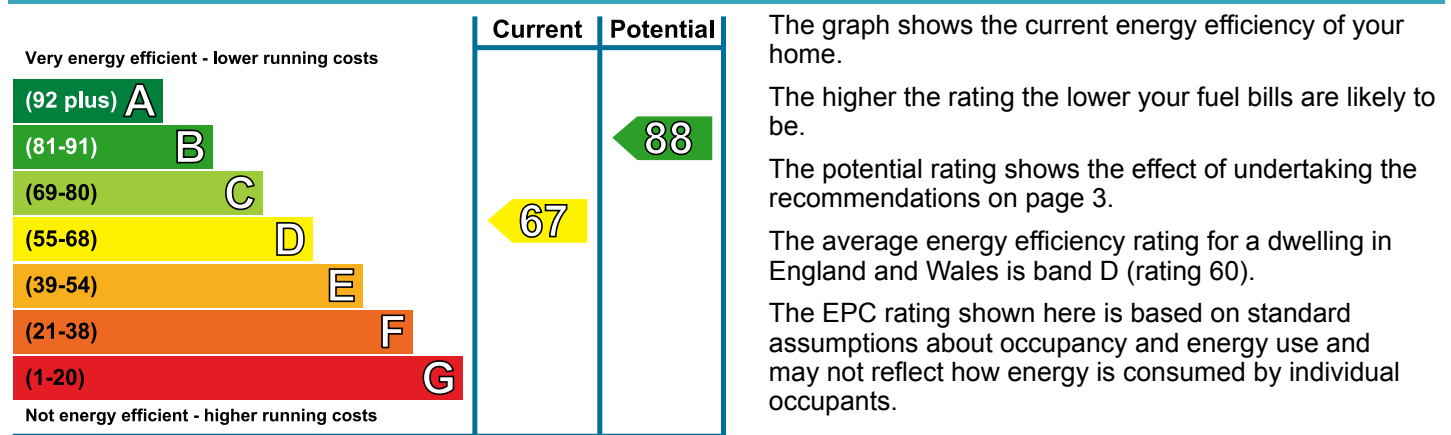 Current Potential
Very energy efficient - lower running costs
(92 plus) A
(81-91) B
88
(69-80) C
67
(55-68) D
(39-54) E
(21-38) F
(1-20) G
Not energy efficient - higher running costs
The graph shows the current energy efficiency of your
home.
The higher the rating the lower your fuel bills are likely to
be.
The potential rating shows the effect of undertaking the
recommendations on page 3.
The average energy efficiency rating for a dwelling in
England and Wales is band D (rating 60).
The EPC rating shown here is based on standard
assumptions about occupancy and energy use and
may not reflect how energy is consumed by individual
occupants.